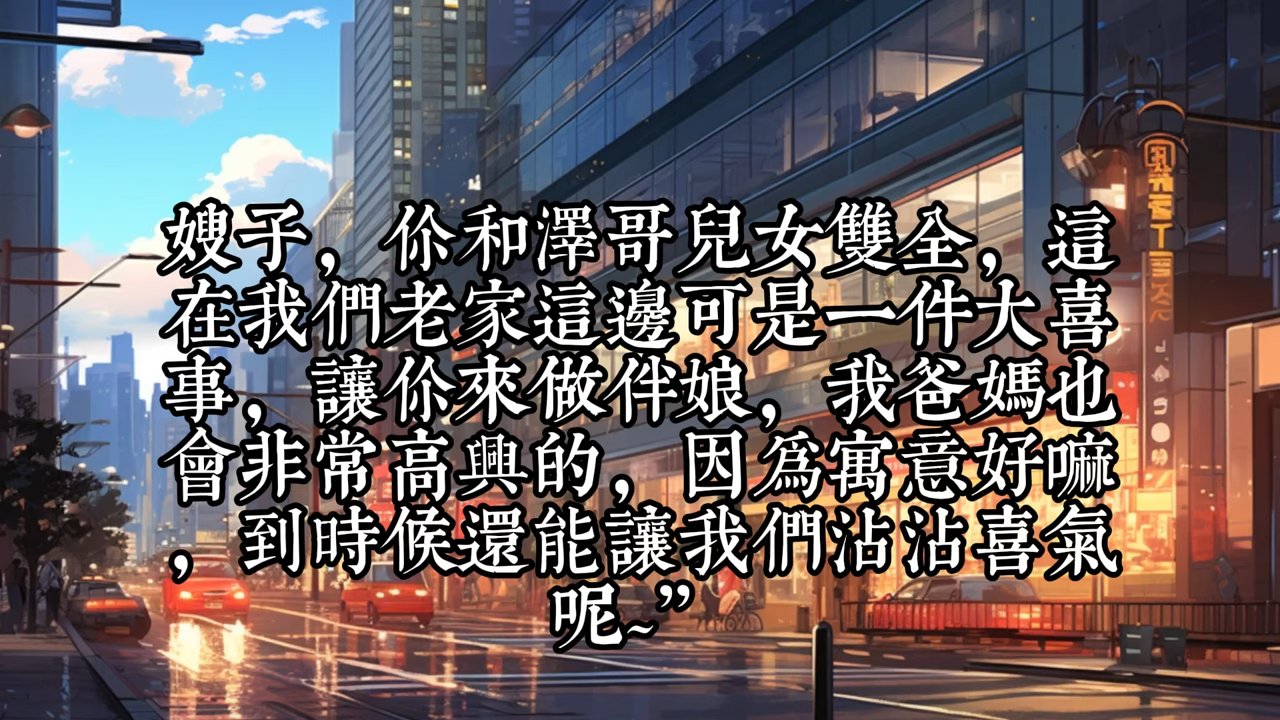 嫂子，伱和澤哥兒女雙全，這
在我們老家這邊可是一件大喜
事，讓伱來做伴娘，我爸媽也
會非常高興的，因爲寓意好嘛
，到時候還能讓我們沾沾喜氣
呢~”